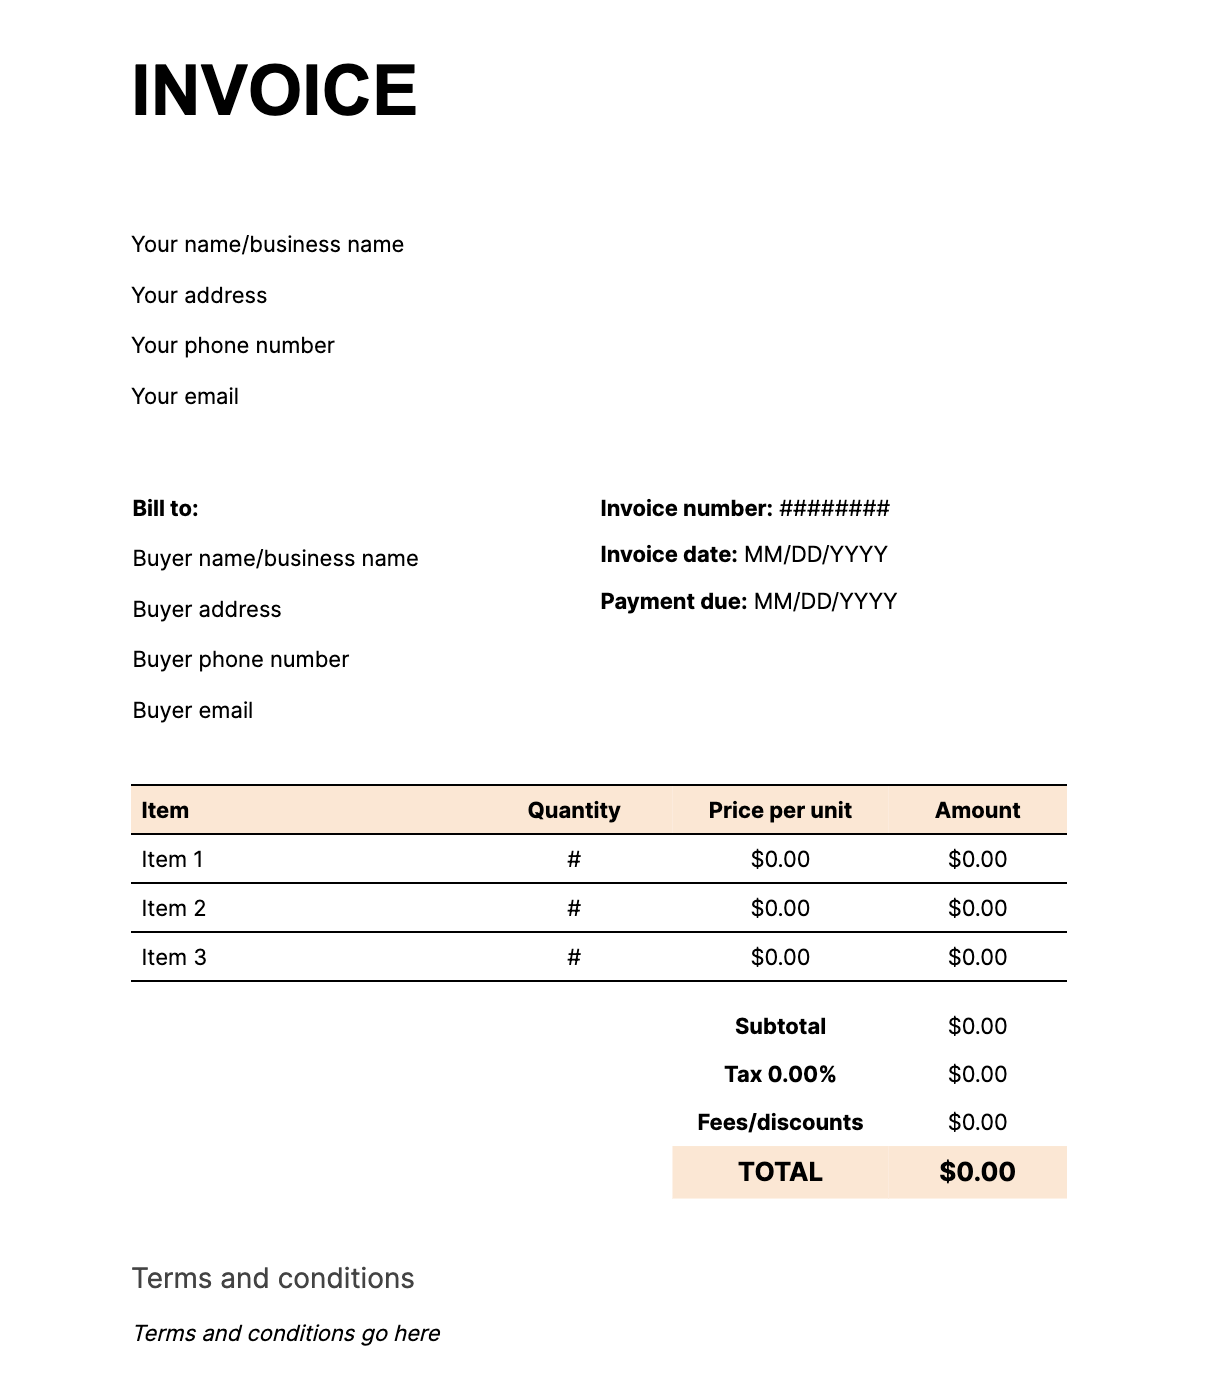 INVOICE
Your name/business name
Your address
Your phone number
Your email
Bill to:
Buyer name/business name
Buyer address
Buyer phone number
Buyer email
Invoice number: ########
Invoice date: MM/DD/YYYY
Payment due: MM/DD/YYYY
Item Quantity Price per unit Amount
Item 1 # $0.00 $0.00
Item 2 # $0.00 $0.00
Item 3 # $0.00 $0.00
Subtotal $0.00
Tax 0.00% $0.00
Fees/discounts $0.00
TOTAL $0.00
Terms and conditions
Terms and conditions go here